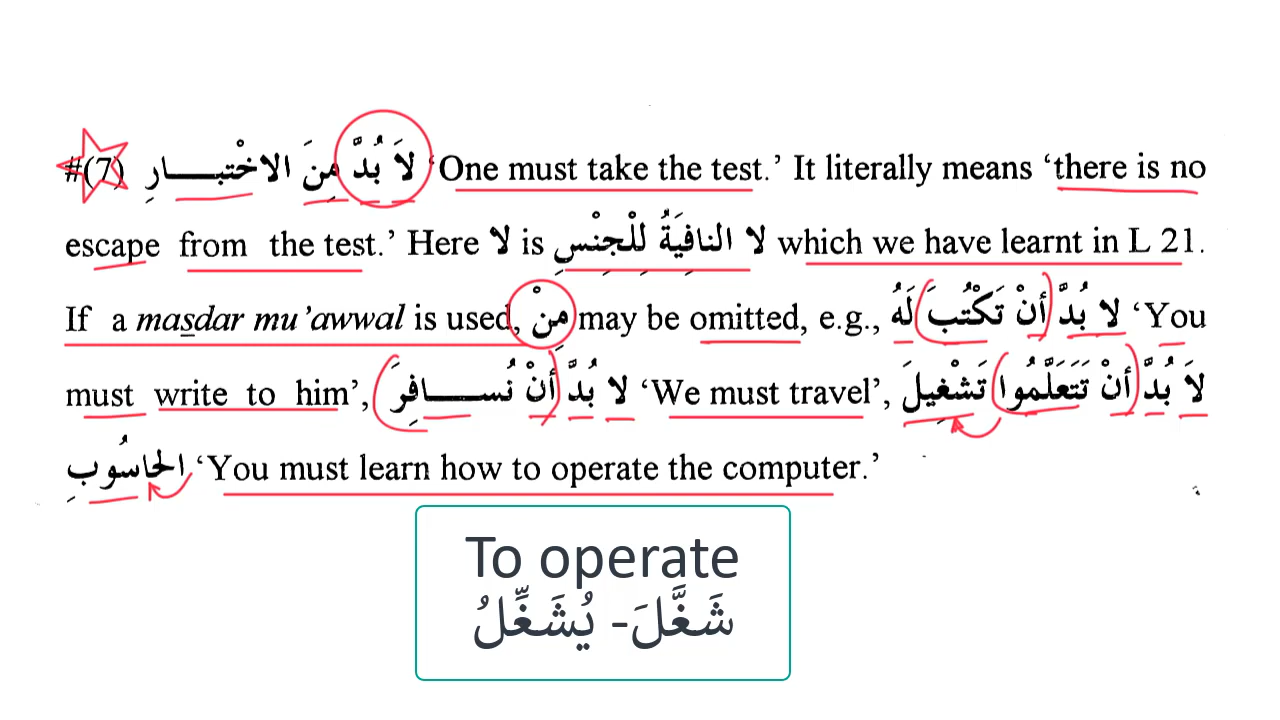 #(7) لاَ بُدَّ مِنَ الاخْتِبـــــارِ ‘One must take the test.’ It literally means ‘there is no
escape from the test.’ Here لا is لا النافِيَةُ لِلْجِنْسِ which we have learnt in L 21.
If a masdar mu’awwal is used, مِنْ may be omitted, e.g., لا بُدَّ أنْ تَكْتُبَ لَهُ ‘You
must write to him’, لا بُدَّ أنْ نُســـــافِرَ ‘We must travel’, لاَ بُدَّ أنْ تَتَعَلَّمُوا تَشْغِيلَ
الحاسُوبِ ‘You must learn how to operate the computer.’
To operate
شَغَّلَ- يُشَغِّلُ